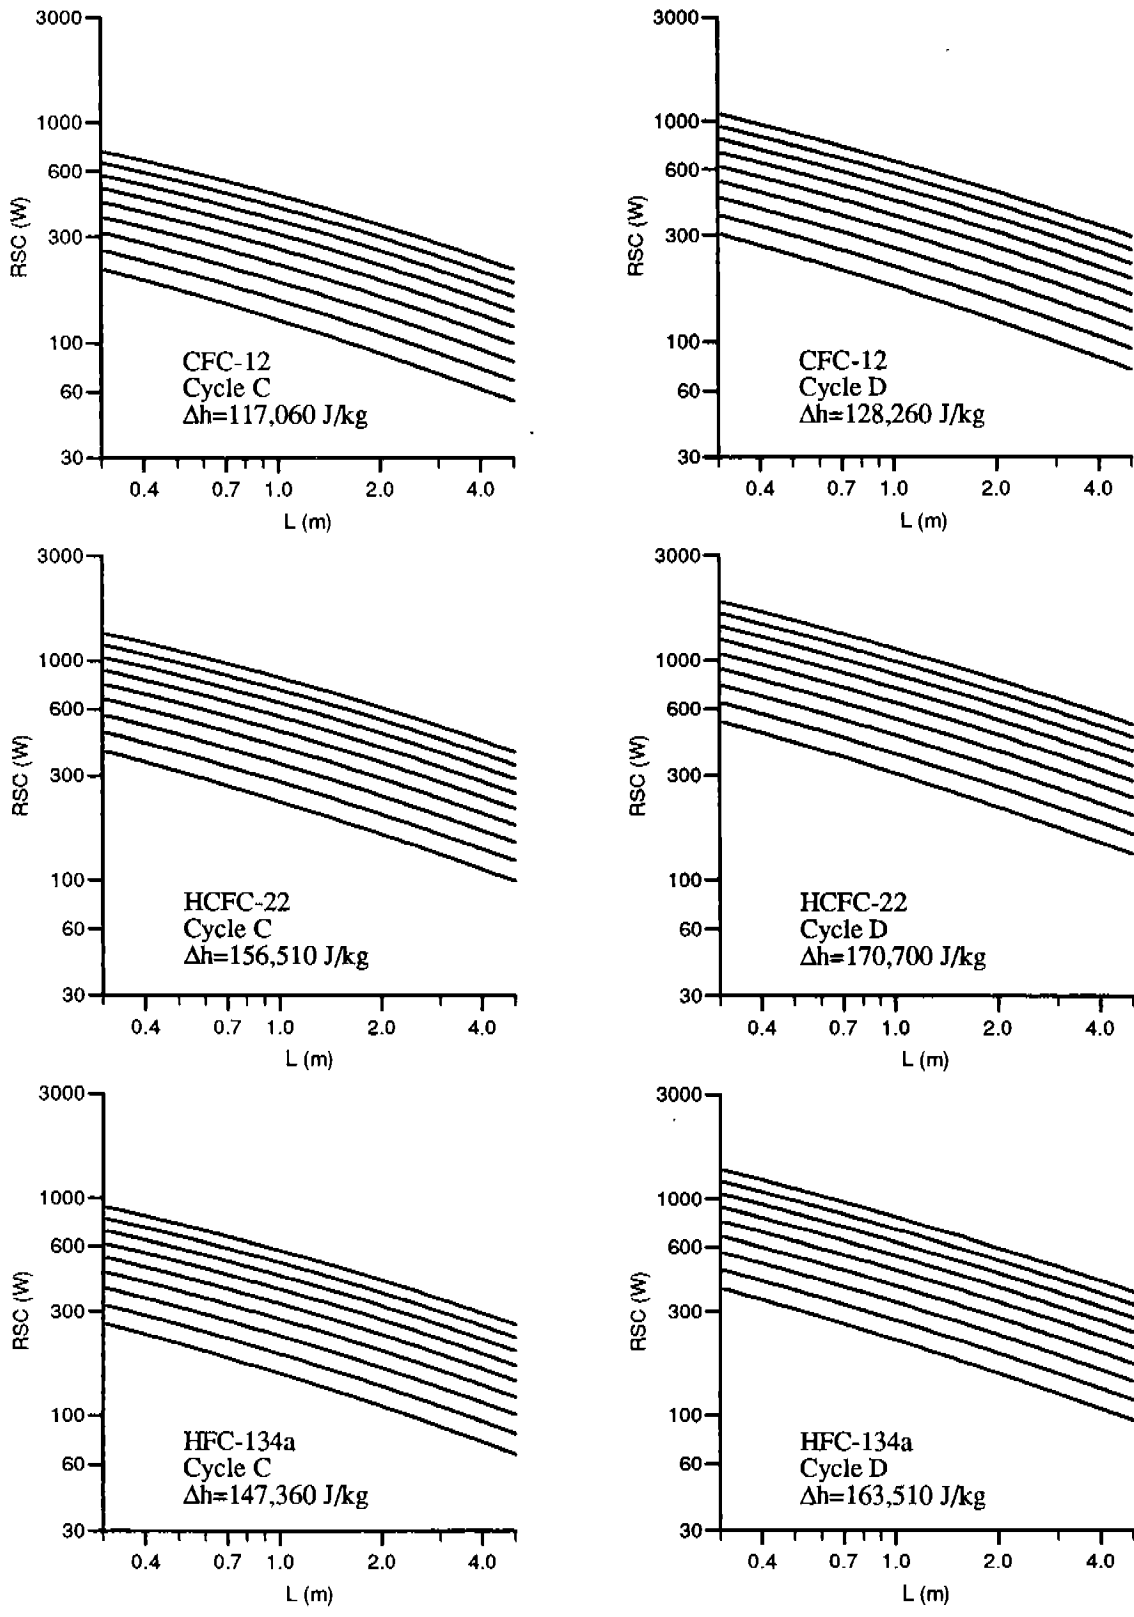 3000
1000
600
300
100
60
30
RSC (W)
CFC-12
Cycle C
Δh=117,060 J/kg
0.4 0.7 1.0 2.0 4.0
L (m)
3000
1000
600
300
100
60
30
RSC (W)
CFC-12
Cycle D
Δh=128,260 J/kg
0.4 0.7 1.0 2.0 4.0
L (m)
3000
1000
600
300
100
60
30
RSC (W)
HCFC-22
Cycle C
Δh=156,510 J/kg
0.4 0.7 1.0 2.0 4.0
L (m)
3000
1000
600
300
100
60
30
RSC (W)
HCFC-22
Cycle D
Δh=170,700 J/kg
0.4 0.7 1.0 2.0 4.0
L (m)
3000
1000
600
300
100
60
30
RSC (W)
HFC-134a
Cycle C
Δh=147,360 J/kg
0.4 0.7 1.0 2.0 4.0
L (m)
3000
1000
600
300
100
60
30
RSC (W)
HFC-134a
Cycle D
Δh=163,510 J/kg
0.4 0.7 1.0 2.0 4.0
L (m)